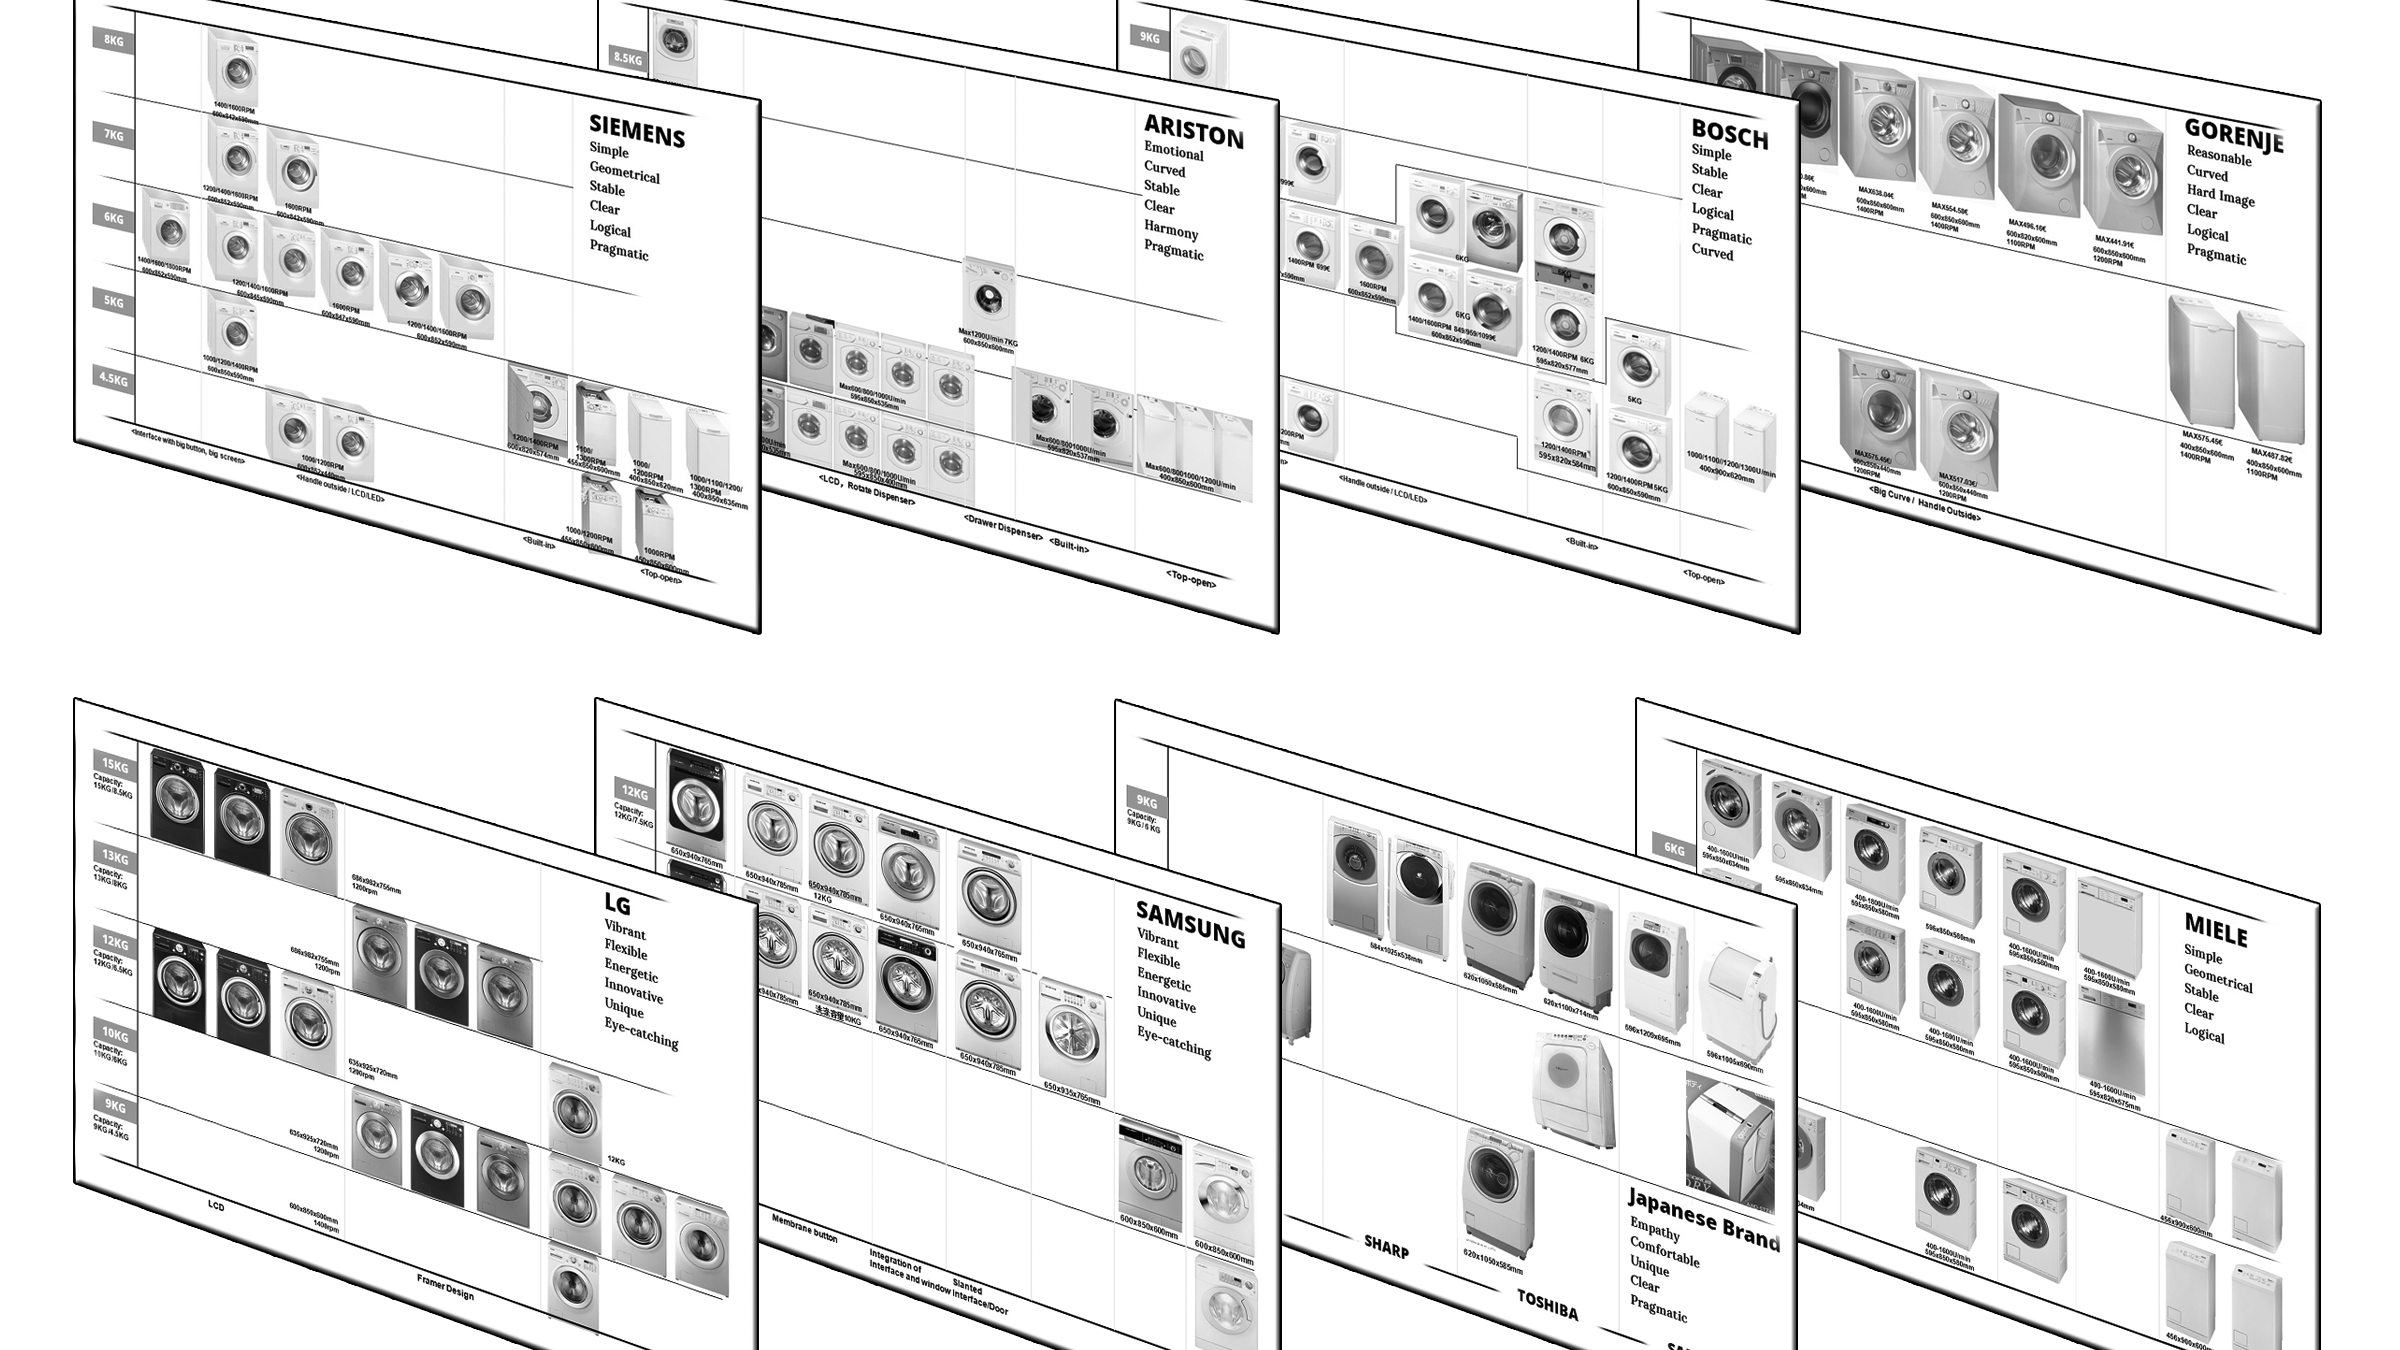 8KG
1400/1600RPM
600x842x590mm
7KG
1200/1400/1600RPM
600x852x590mm
1600RPM
600x842x590mm
6KG
1400/1600/1800RPM
600x852x590mm
1200/1400/1600RPM
600x845x590mm
1600RPM
600x847x590mm
1200/1400/1600RPM
600x852x590mm
5KG
1000/1200/1400RPM
600x850x590mm
4.5KG
1000/1200RPM
600x852x440mm
1200/1400RPM
600x820x574mm
1100/
1300RPM
455x850x600mm
1000/
1200RPM
400x850x620mm
1000/1100/1200/
1300RPM
400x850x635mm
1000/1200RPM
455x850x600mm
1000RPM
450x850x600mm
<Interface with big button, big screen>
<Handle outside / LCD/LED>
<Built-in>
<Top-open>
SIEMENS
Simple
Geometrical
Stable
Clear
Logical
Pragmatic
8.5KG
Max1200U/min 7KG
600x850x600mm
Max600/800/1000U/min
595x850x535mm
Max600/800/1000U/min
595x850x400mm
Max600/8001000U/min
595x820x537mm
Max600/8001000/1200U/min
400x850x600mm
<LCD, Rotate Dispenser>
<Drawer Dispenser>
<Built-in>
<Top-open>
ARISTON
Emotional
Curved
Stable
Clear
Harmony
Pragmatic
9KG
1400RPM 699€
1600RPM
600x852x590mm
6KG
6KG
1400/1600RPM 849/959/1099€
600x852x590mm
5KG
1200/1400RPM 6KG
595x820x577mm
1200/1400RPM
595x820x584mm
5KG
1200/1400RPM 5KG
600x850x590mm
1000/1100//1200/1300U/min
400x900x620mm
<Handle outside / LCD/LED>
<Built-in>
<Top-open>
BOSCH
Simple
Stable
Clear
Logical
Pragmatic
Curved
MAX638.04€
600x850x600mm
1400RPM
MAX554.58€
600x850x600mm
1400RPM
MAX496.16€
600x820x600mm
1100RPM
MAX441.91€
600x850x600mm
1200RPM
MAX575.45€/
600x850x440mm
1200RPM
MAX517.03€/
600x850x440mm
1200RPM
MAX575.45€
400x850x600mm
1400RPM
MAX487.82€
400x850x600mm
1100RPM
<Big Curve / Handle Outside>
GORENJE
Reasonable
Curved
Hard Image
Clear
Logical
Pragmatic
15KG
Capacity:
15KG/8.5KG
13KG
Capacity:
13KG/8KG
12KG
Capacity:
12KG/6.5KG
10KG
Capacity:
10KG/6KG
9KG
Capacity:
9KG/4.5KG
686x982x755mm
1200rpm
686x982x755mm
1200rpm
635x925x720mm
1200rpm
635x925x720mm
1200rpm
600x850x600mm
1400rpm
12KG
LCD
Framer Design
LG
Vibrant
Flexible
Energetic
Innovative
Unique
Eye-catching
12KG
Capacity:
12KG/7.5KG
650x940x765mm
650x940x785mm
650x940x785mm
12KG
650x940x765mm
650x940x765mm
650x940x785mm
洗涤容量10KG
650x940x765mm
650x940x785mm
650x935x765mm
600x850x600mm
600x850x600mm
Membrane button
Integration of
Interface and window
Slanted
Interface/Door
SAMSUNG
Vibrant
Flexible
Energetic
Innovative
Unique
Eye-catching
9KG
Capacity:
9KG/ 6 KG
584x1025x538mm
620x1050x585mm
620x1100x714mm
596x1205x695mm
596x1005x690mm
620x1050x585mm
SHARP
TOSHIBA
Japanese Brand
Empathy
Comfortable
Unique
Clear
Pragmatic
6KG
400-1600U/min
595x850x634mm
595x850x634mm
400-1800U/min
595x850x580mm
596x850x580mm
400-1600U/min
595x850x580mm
400-1600U/min
595x850x580mm
400-1600U/min
595x850x580mm
400-1600U/min
595x850x580mm
400-1600U/min
595x850x580mm
400-1600U/min
595x820x575mm
400-1600U/min
595x850x580mm
456x900x600mm
456x900x600mm
MIELE
Simple
Geometrical
Stable
Clear
Logical